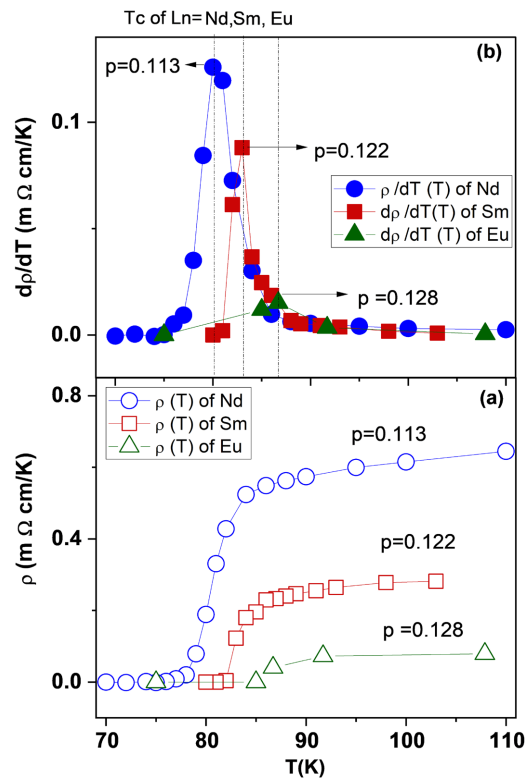 Tc of Ln= Nd,Sm, Eu
(b)
p=0.113
p=0.122
p =0.128
ρ /dT (T) of Nd
dρ /dT(T) of Sm
dρ /dT (T) of Eu
dρ/dT (m Ω cm/K)
0.1
0.0
(a)
ρ (T) of Nd
ρ (T) of Sm
ρ (T) of Eu
p=0.113
p=0.122
p =0.128
ρ (m Ω cm/K)
0.8
0.4
0.0
70 80 90 100 110
T(K)